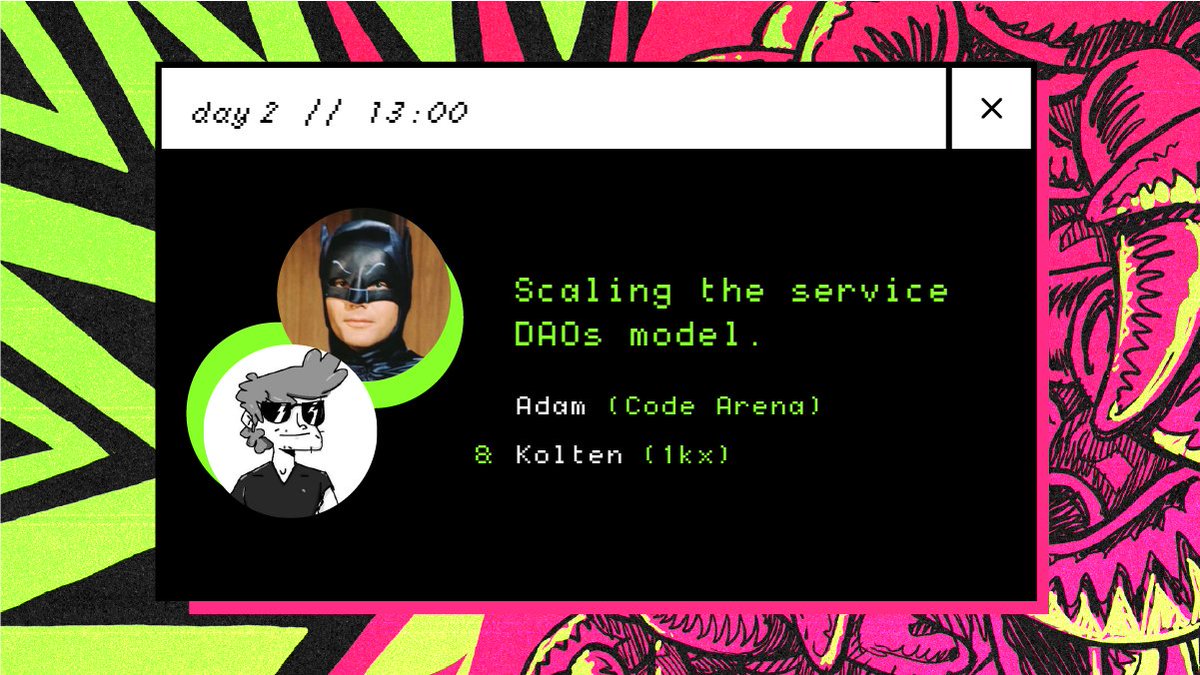 day 2 // 13:00
Scaling the service
DAOs model.
Adam (Code Arena)
& Kolten (1kx)